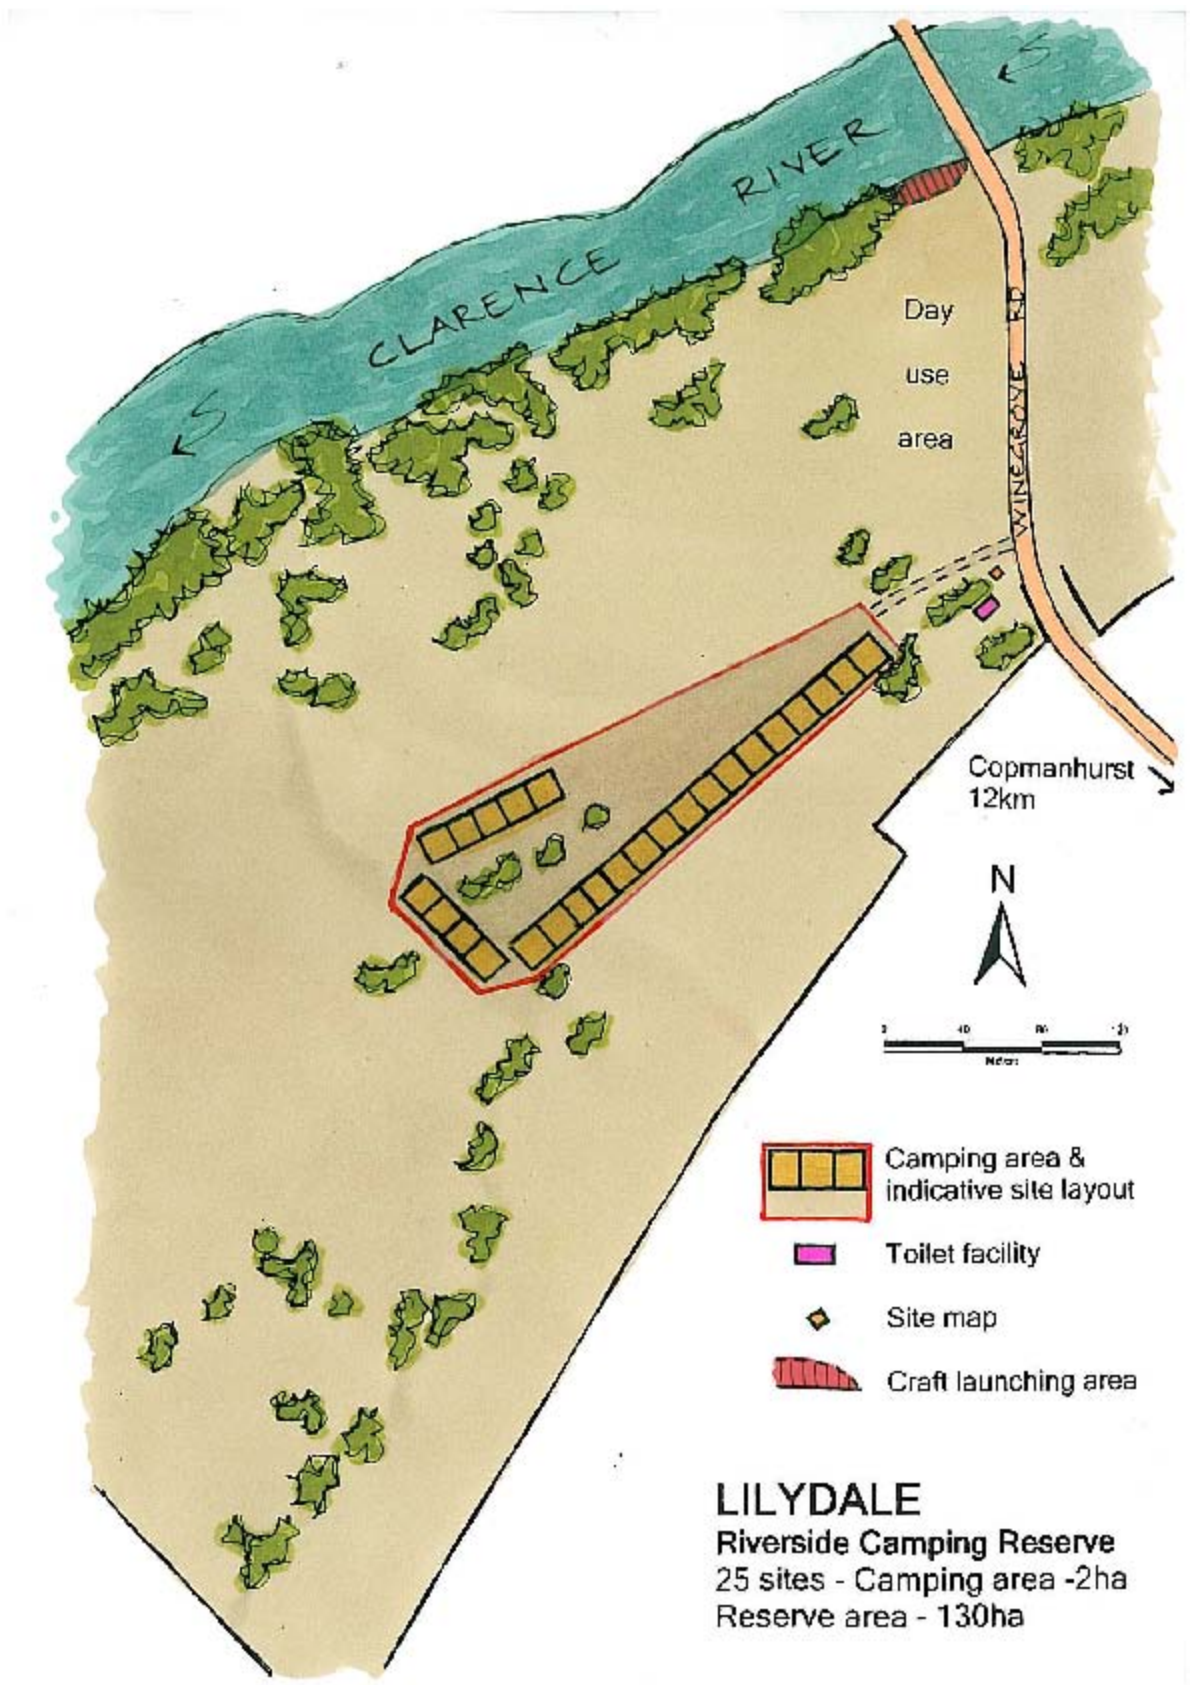 RIVER
CLARENCE
Day
use
area
WINEGROVE RD
Copmanhurst
12km
N
Camping area &
indicative site layout
Toilet facility
Site map
Craft launching area
LILYDALE
Riverside Camping Reserve
25 sites - Camping area -2ha
Reserve area - 130ha